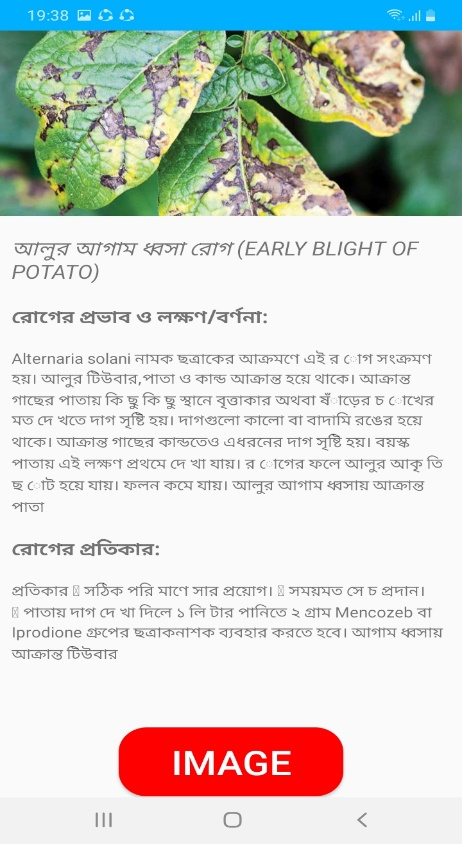 19:38
আলুর আগাম ধ্বসা রোগ (EARLY BLIGHT OF
POTATO)
রোগের প্রভাব ও লক্ষণ/বর্ণনা:
Alternaria solani নামক ছত্রাকের আক্রমণে এই র োগ সংক্রমণ
হয়। আলুর টিউবার,পাতা ও কান্ড আক্রান্ত হয়ে থাকে। আক্রান্ত
গাছের পাতায় কি ছু কি ছু স্থানে বৃত্তাকার অথবা ষঁাড়ের চ োখের
মত দে খতে দাগ সৃষ্টি হয়। দাগগুলো কালো বা বাদামি রঙের হয়ে
থাকে। আক্রান্ত গাছের কান্ডতেও এধরনের দাগ সৃষ্টি হয়। বয়স্ক
পাতায় এই লক্ষণ প্রথমে দে খা যায়। র োগের ফলে আলুর আকৃ তি
ছ োট হয়ে যায়। ফলন কমে যায়। আলুর আগাম ধ্বসায় আক্রান্ত
পাতা
রোগের প্রতিকার:
প্রতিকার  সঠিক পরি মাণে সার প্রয়োগ।  সময়মত সে চ প্রদান।
 পাতায় দাগ দে খা দিলে ১ লি টার পানিতে ২ গ্রাম Mencozeb বা
Iprodione গ্রুপের ছত্রাকনাশক ব্যবহার করতে হবে। আগাম ধ্বসায়
আক্রান্ত টিউবার
IMAGE